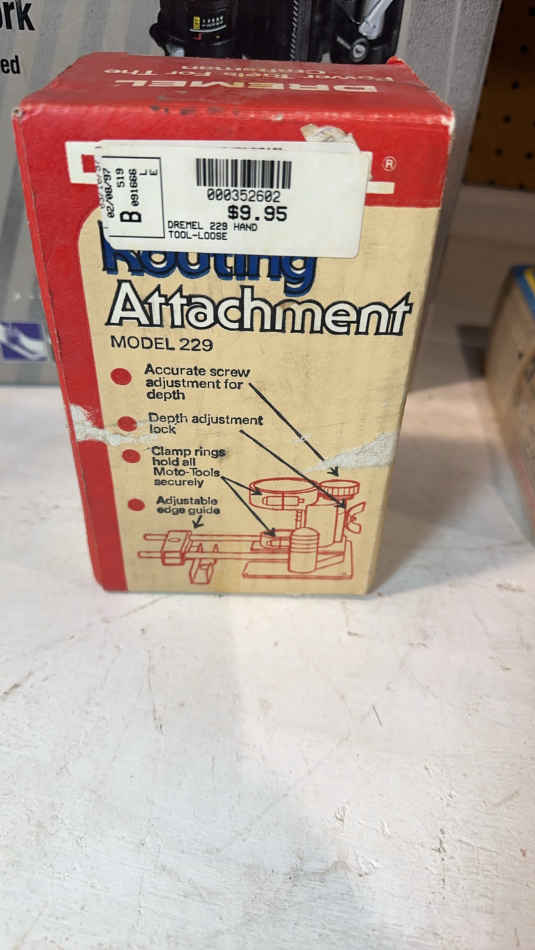 rk
ed
DREMEL
Power Tools For The
Craftsman
®
02/08/97
519
B
091666
L
E
000352602
$9.95
DREMEL 229 HAND
TOOL-LOOSE
Routing
Attachment
MODEL 229
Accurate screw
adjustment for
depth
Depth adjustment
lock
Clamp rings
hold all
Moto-Tools
securely
Adjustable
edge guide